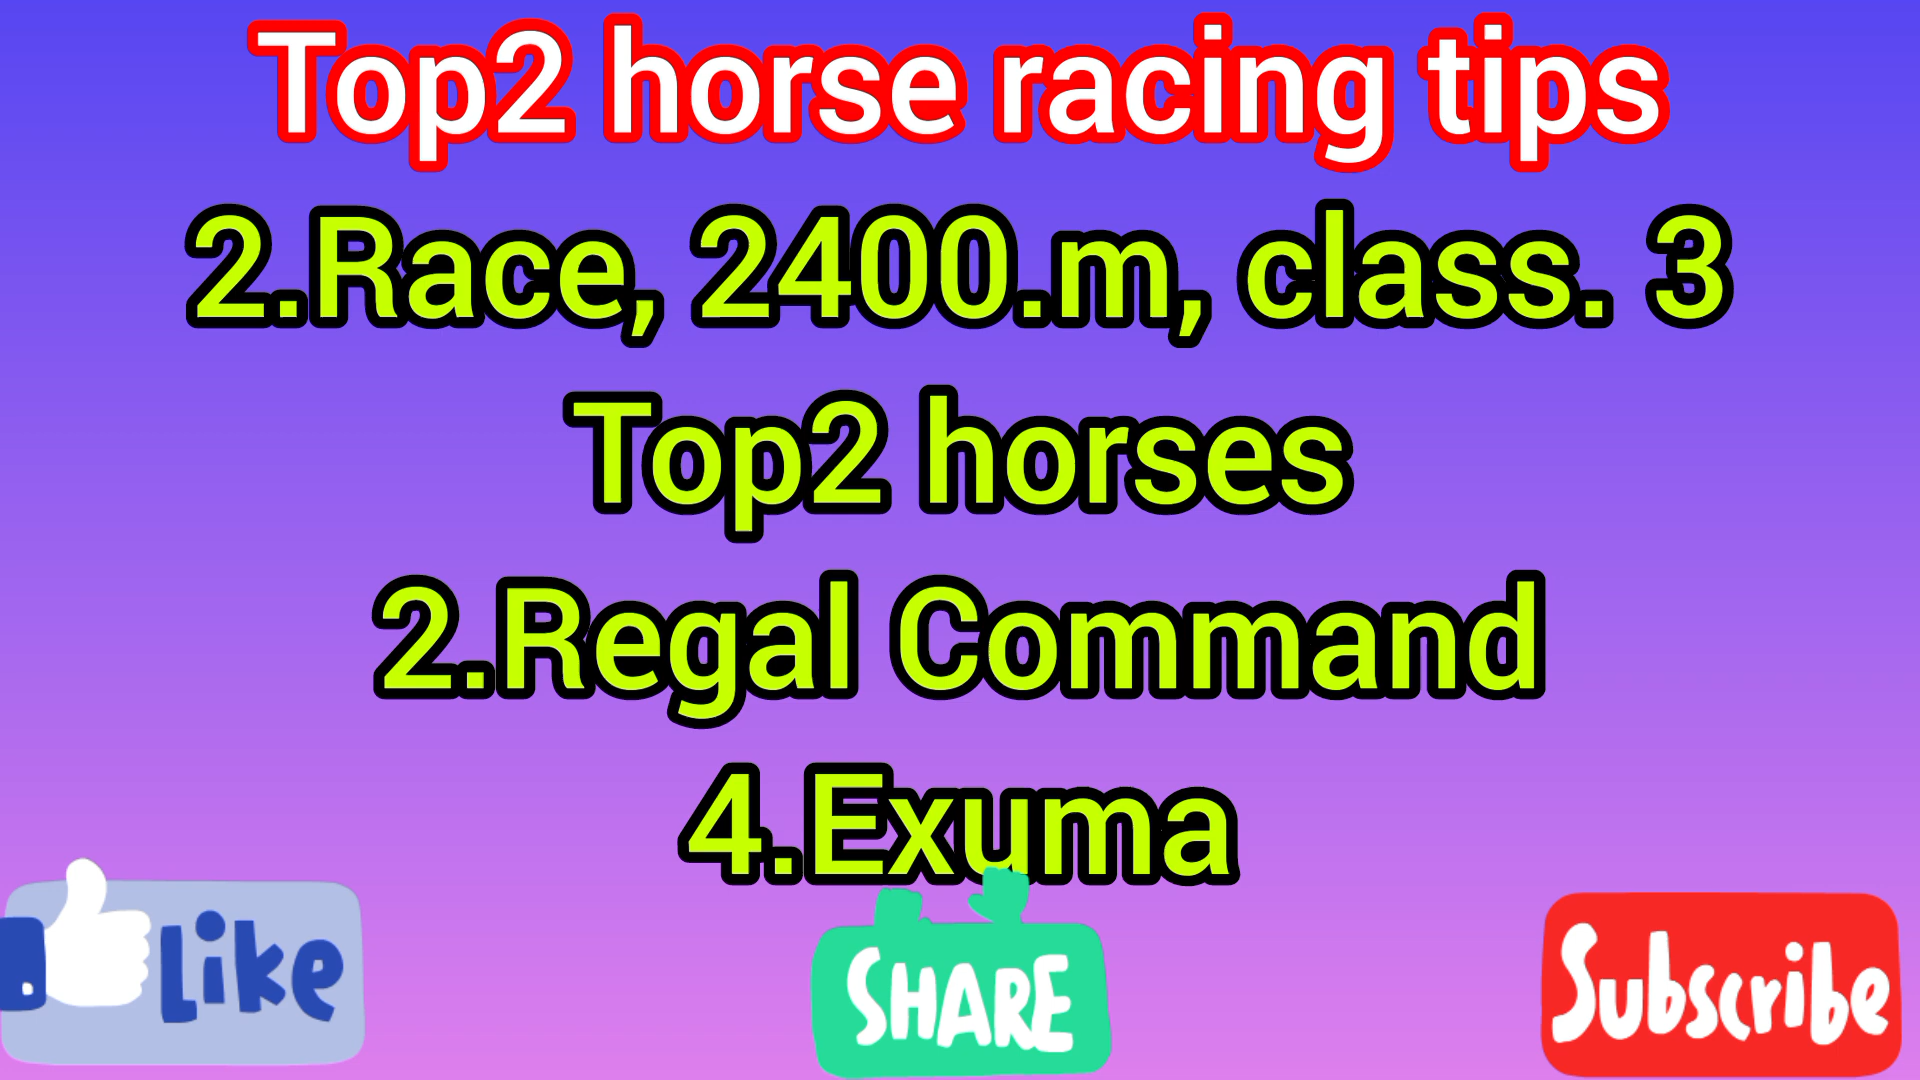 Top2 horse racing tips
2.Race, 2400.m, class. 3
Top2 horses
2.Regal Command
4.Exuma
Like
SHARE
Subscribe